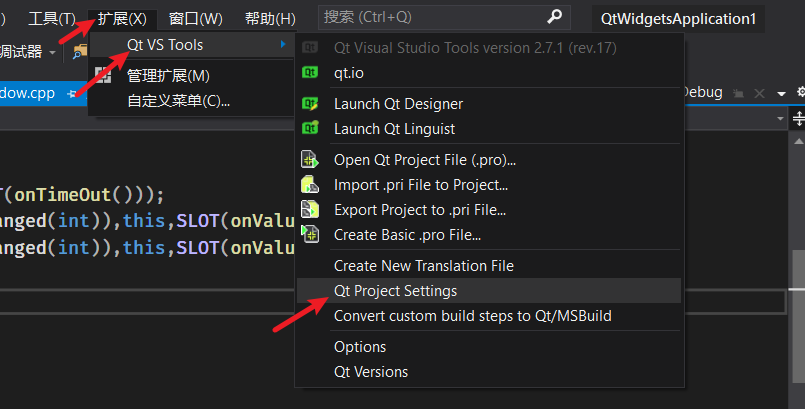 ) 工具(T) 扩展(X) 窗口(W) 帮助(H) 搜索 (Ctrl+Q) QtWidgetsApplication1
调试器 Qt VS Tools Qt Visual Studio Tools version 2.7.1 (rev.17)
管理扩展(M) qt.io
dow.cpp 自定义菜单(C)... Launch Qt Designer Debug
Launch Qt Linguist
Open Qt Project File (.pro)...
Import .pri File to Project...
T(onTimeOut()));
Export Project to .pri File...
anged(int)),this,SLOT(onValu
Create Basic .pro File...
anged(int)),this,SLOT(onValu
Create New Translation File
Qt Project Settings
Convert custom build steps to Qt/MSBuild
Options
Qt Versions